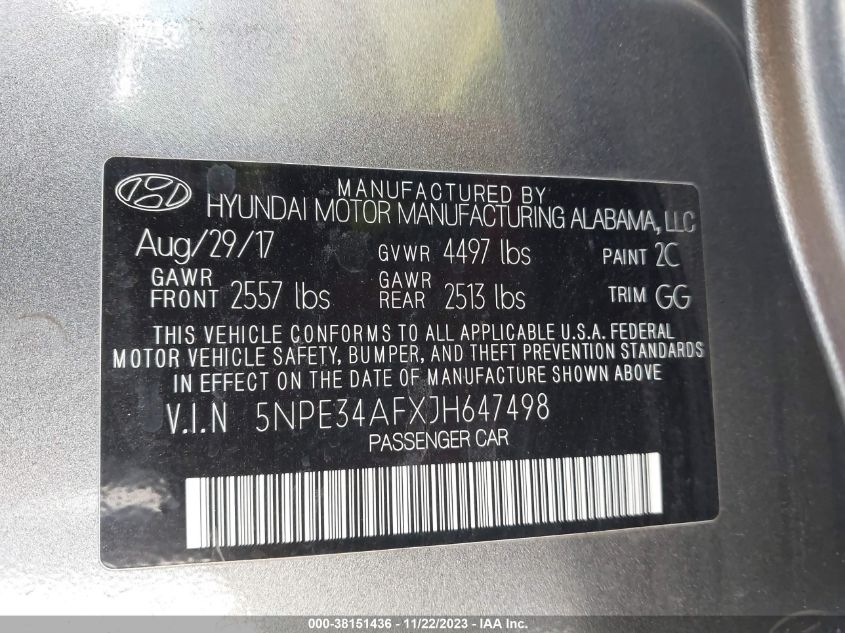 MANUFACTURED BY
HYUNDAI MOTOR MANUFACTURING ALABAMA, LLC
Aug/29/17 GVWR 4497 lbs PAINT 2C
GAWR FRONT 2557 lbs GAWR REAR 2513 lbs TRIM GG
THIS VEHICLE CONFORMS TO ALL APPLICABLE U.S.A. FEDERAL
MOTOR VEHICLE SAFETY, BUMPER, AND THEFT PREVENTION STANDARDS
IN EFFECT ON THE DATE OF MANUFACTURE SHOWN ABOVE
V.I.N 5NPE34AFXJH647498
PASSENGER CAR
000-38151436 - 11/22/2023 - IAA Inc.